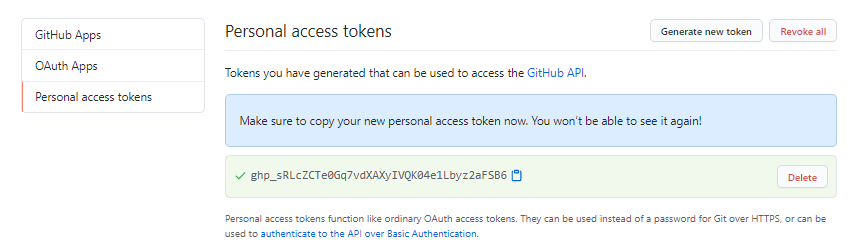 GitHub Apps
OAuth Apps
Personal access tokens
Personal access tokens
Generate new token
Revoke all
Tokens you have generated that can be used to access the GitHub API.
Make sure to copy your new personal access token now. You won't be able to see it again!
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
Delete
Personal access tokens function like ordinary OAuth access tokens. They can be used instead of a password for Git over HTTPS, or can be
used to authenticate to the API over Basic Authentication.